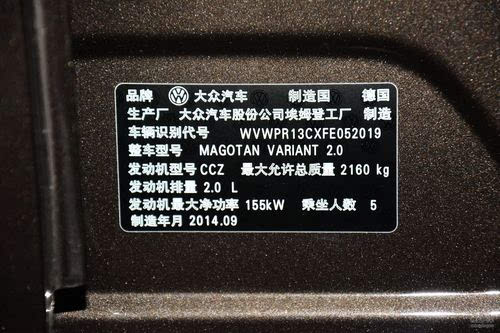 品牌 大众汽车 制造国 德国
生产厂 大众汽车股份公司埃姆登工厂 制造
车辆识别代号 WVWPR13CXFE052019
整车型号 MAGOTAN VARIANT 2.0
发动机型号 CCZ 最大允许总质量 2160 kg
发动机排量 2.0 L
发动机最大净功率 155kW 乘坐人数 5
制造年月 2014.09